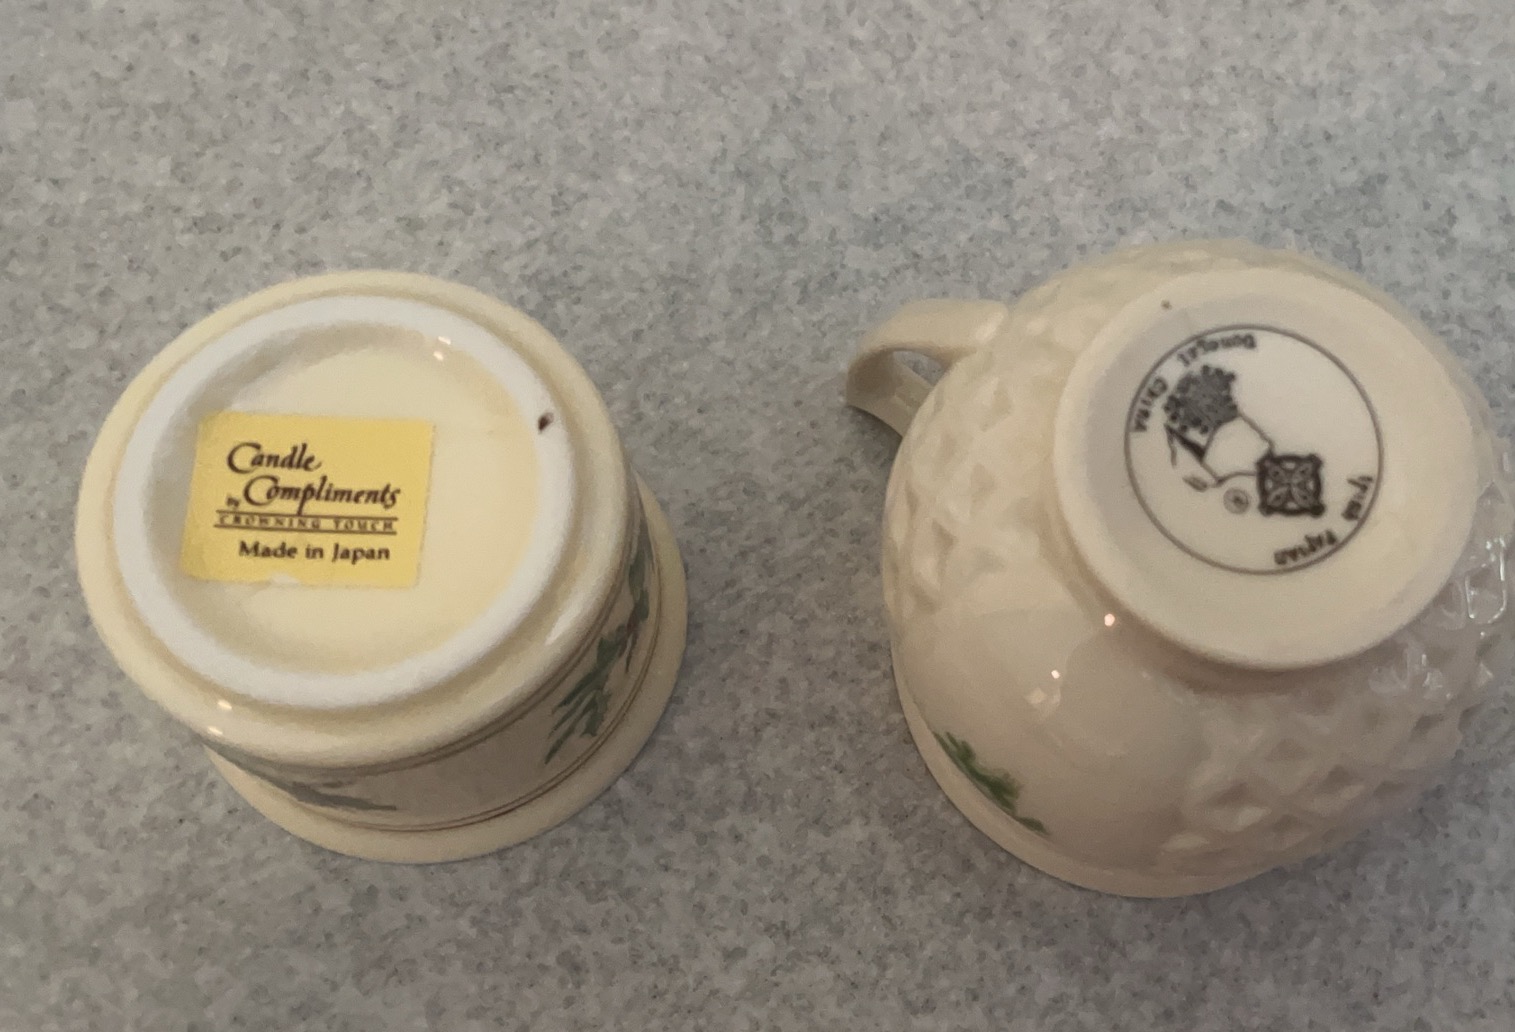 Candle
Compliments
by
CROWNING TOUCH
Made in Japan
Donegal
CHINA
Irish PARIAN